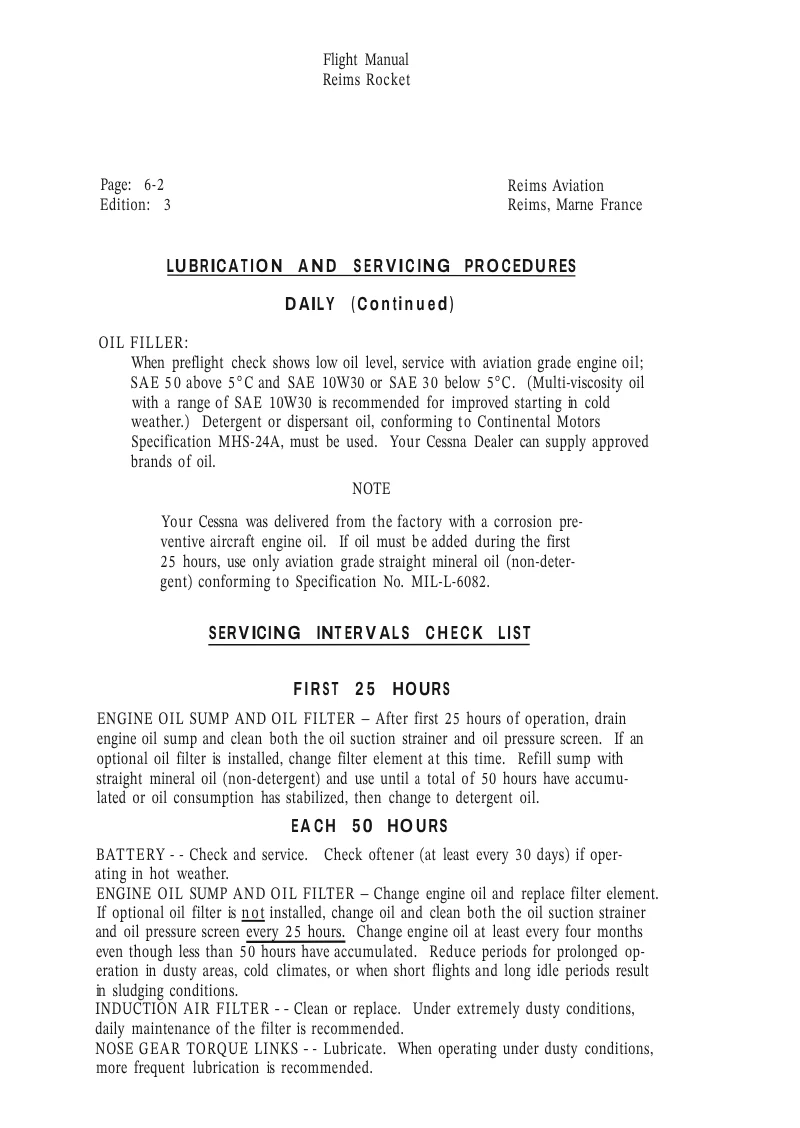 Flight Manual
Reims Rocket
Page: 6-2
Edition: 3
Reims Aviation
Reims, Marne France
LUBRICATION AND SERVICING PROCEDURES
DAILY (Continued)
OIL FILLER:
When preflight check shows low oil level, service with aviation grade engine oil;
SAE 50 above 5°C and SAE 10W30 or SAE 30 below 5°C. (Multi-viscosity oil
with a range of SAE 10W30 is recommended for improved starting in cold
weather.) Detergent or dispersant oil, conforming to Continental Motors
Specification MHS-24A, must be used. Your Cessna Dealer can supply approved
brands of oil.
NOTE
Your Cessna was delivered from the factory with a corrosion pre-
ventive aircraft engine oil. If oil must be added during the first
25 hours, use only aviation grade straight mineral oil (non-deter-
gent) conforming to Specification No. MIL-L-6082.
SERVICING INTERVALS CHECK LIST
FIRST 25 HOURS
ENGINE OIL SUMP AND OIL FILTER – After first 25 hours of operation, drain
engine oil sump and clean both the oil suction strainer and oil pressure screen. If an
optional oil filter is installed, change filter element at this time. Refill sump with
straight mineral oil (non-detergent) and use until a total of 50 hours have accumu-
lated or oil consumption has stabilized, then change to detergent oil.
EACH 50 HOURS
BATTERY - - Check and service. Check oftener (at least every 30 days) if oper-
ating in hot weather.
ENGINE OIL SUMP AND OIL FILTER – Change engine oil and replace filter element.
If optional oil filter is not installed, change oil and clean both the oil suction strainer
and oil pressure screen every 25 hours. Change engine oil at least every four months
even though less than 50 hours have accumulated. Reduce periods for prolonged op-
eration in dusty areas, cold climates, or when short flights and long idle periods result
in sludging conditions.
INDUCTION AIR FILTER - - Clean or replace. Under extremely dusty conditions,
daily maintenance of the filter is recommended.
NOSE GEAR TORQUE LINKS - - Lubricate. When operating under dusty conditions,
more frequent lubrication is recommended.